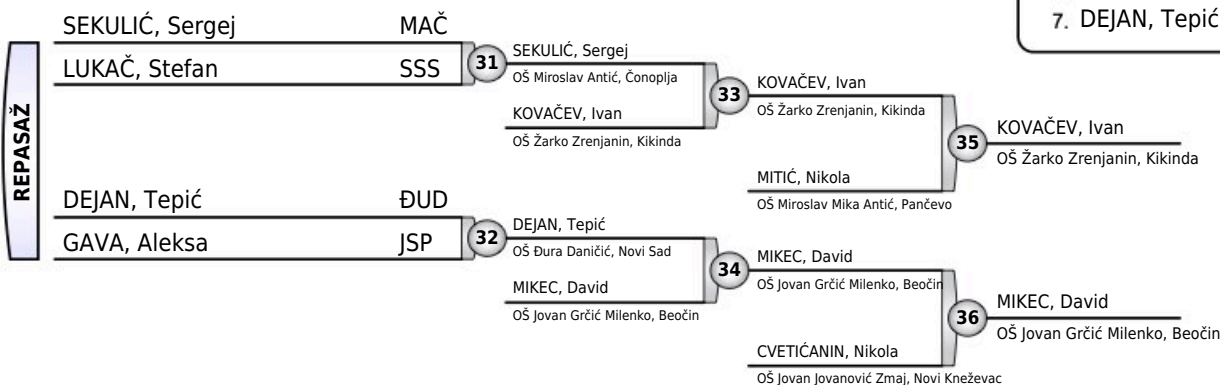 7. DEJAN, Tepić
REPASAŽ
SEKULIĆ, Sergej MAČ
LUKAČ, Stefan SSS
31
SEKULIĆ, Sergej
OŠ Miroslav Antić, Čonoplja
KOVAČEV, Ivan
OŠ Žarko Zrenjanin, Kikinda
33
KOVAČEV, Ivan
OŠ Žarko Zrenjanin, Kikinda
MITIĆ, Nikola
OŠ Miroslav Mika Antić, Pančevo
35
KOVAČEV, Ivan
OŠ Žarko Zrenjanin, Kikinda
DEJAN, Tepić ĐUD
GAVA, Aleksa JSP
32
DEJAN, Tepić
OŠ Đura Daničić, Novi Sad
MIKEC, David
OŠ Jovan Grčić Milenko, Beočin
34
MIKEC, David
OŠ Jovan Grčić Milenko, Beočin
CVETIĆANIN, Nikola
OŠ Jovan Jovanović Zmaj, Novi Kneževac
36
MIKEC, David
OŠ Jovan Grčić Milenko, Beočin